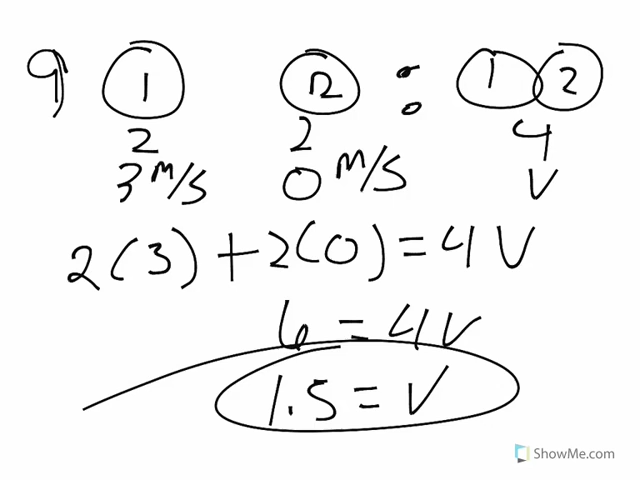 9) 1 2 : 1 2
2 2 4
3 m/s 0 m/s V
2(3)+2(0)=4V
6=4V
1.5=V
ShowMe.com